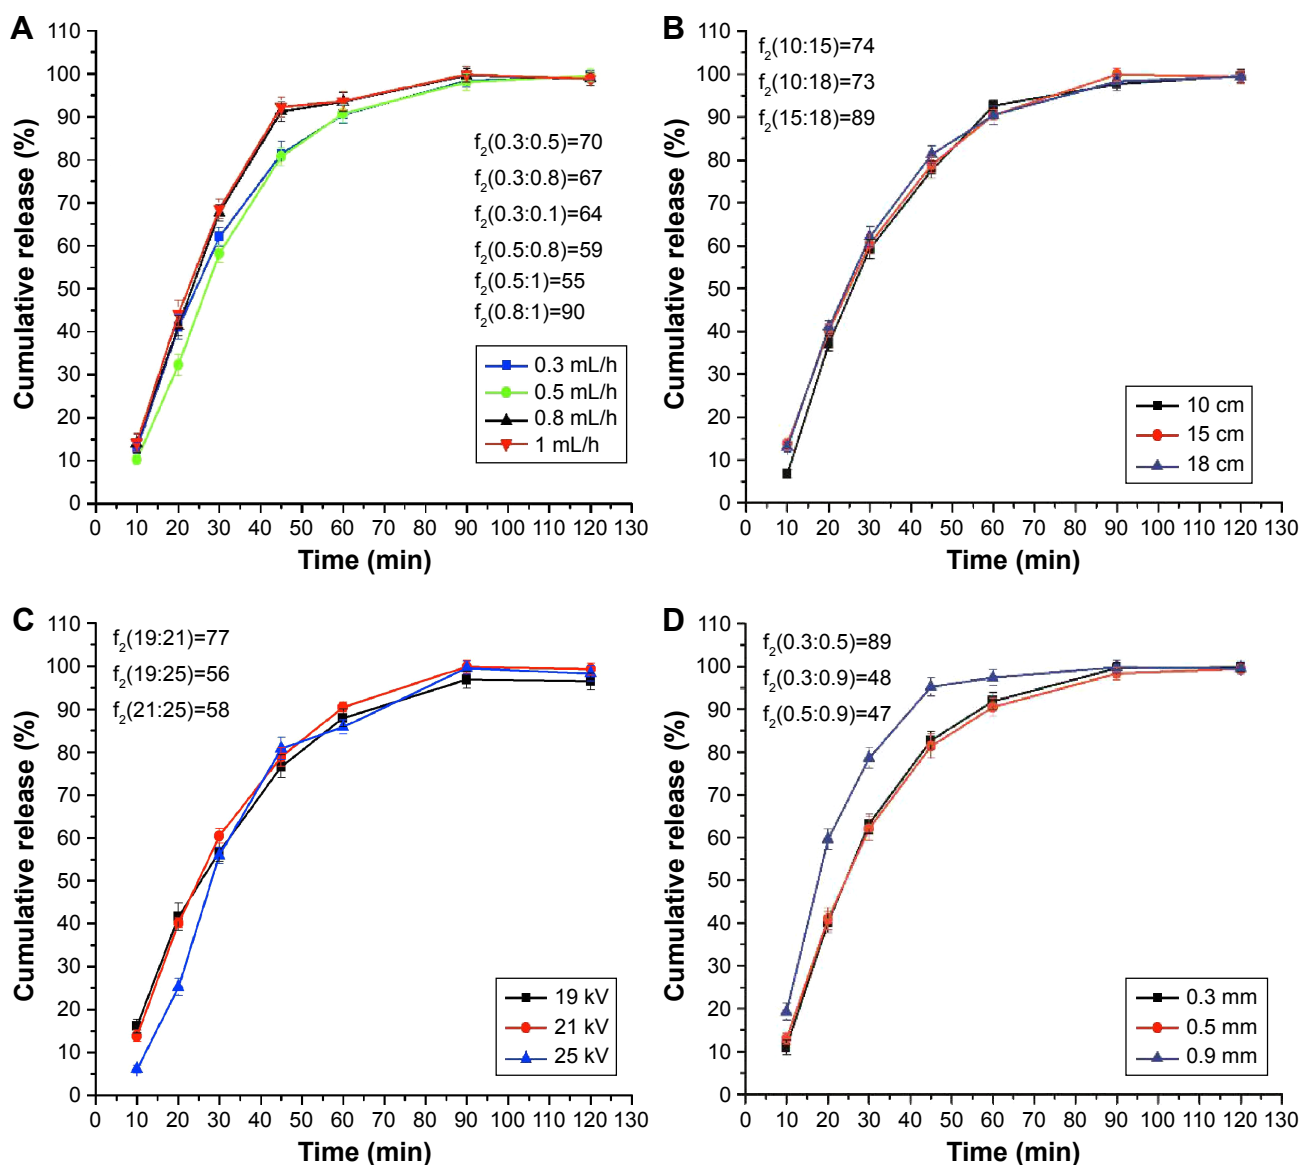 A
110
100
90
80
70
60
50
40
30
20
10
0
Cumulative release (%)
f2(0.3:0.5)=70
f2(0.3:0.8)=67
f2(0.3:0.1)=64
f2(0.5:0.8)=59
f2(0.5:1)=55
f2(0.8:1)=90
0.3 mL/h
0.5 mL/h
0.8 mL/h
1 mL/h
0 10 20 30 40 50 60 70 80 90 100 110 120 130
Time (min)
B
110
100
90
80
70
60
50
40
30
20
10
0
Cumulative release (%)
f2(10:15)=74
f2(10:18)=73
f2(15:18)=89
10 cm
15 cm
18 cm
0 10 20 30 40 50 60 70 80 90 100 110 120 130
Time (min)
C
110
100
90
80
70
60
50
40
30
20
10
0
Cumulative release (%)
f2(19:21)=77
f2(19:25)=56
f2(21:25)=58
19 kV
21 kV
25 kV
0 10 20 30 40 50 60 70 80 90 100 110 120 130
Time (min)
D
110
100
90
80
70
60
50
40
30
20
10
0
Cumulative release (%)
f2(0.3:0.5)=89
f2(0.3:0.9)=48
f2(0.5:0.9)=47
0.3 mm
0.5 mm
0.9 mm
0 10 20 30 40 50 60 70 80 90 100 110 120 130
Time (min)